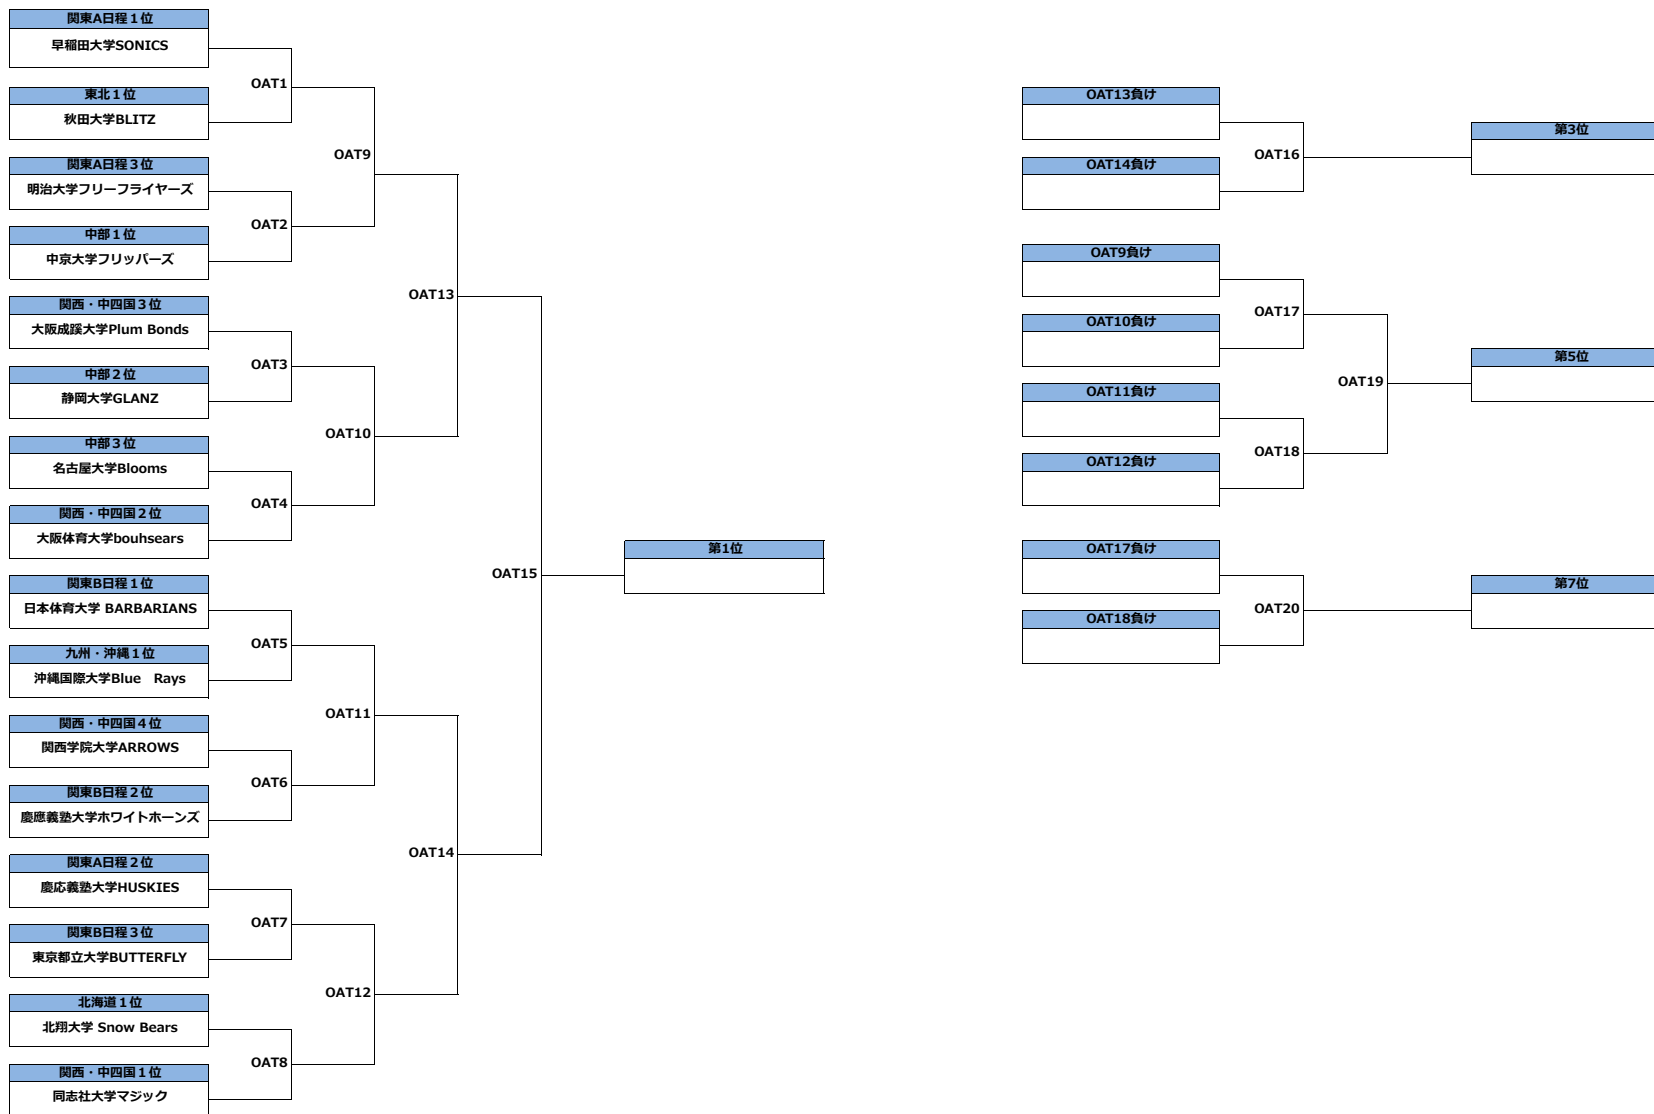 関東A日程１位
早稲田大学SONICS
OAT1
東北１位
秋田大学BLITZ
OAT9
関東A日程３位
明治大学フリーフライヤーズ
OAT2
中部１位
中京大学フリッパーズ
OAT13
関西・中四国３位
大阪成蹊大学Plum Bonds
OAT3
中部２位
静岡大学GLANZ
OAT10
中部３位
名古屋大学Blooms
OAT4
関西・中四国２位
大阪体育大学bouhsears
OAT15
第1位
関東B日程１位
日本体育大学 BARBARIANS
OAT5
九州・沖縄１位
沖縄国際大学Blue　Rays
OAT11
関西・中四国４位
関西学院大学ARROWS
OAT6
関東B日程２位
慶應義塾大学ホワイトホーンズ
OAT14
関東A日程２位
慶応義塾大学HUSKIES
OAT7
関東B日程３位
東京都立大学BUTTERFLY
OAT12
北海道１位
北翔大学 Snow Bears
OAT8
関西・中四国１位
同志社大学マジック
OAT13負け
OAT16
第3位
OAT14負け
OAT9負け
OAT17
OAT10負け
OAT19
第5位
OAT11負け
OAT18
OAT12負け
OAT17負け
OAT20
第7位
OAT18負け